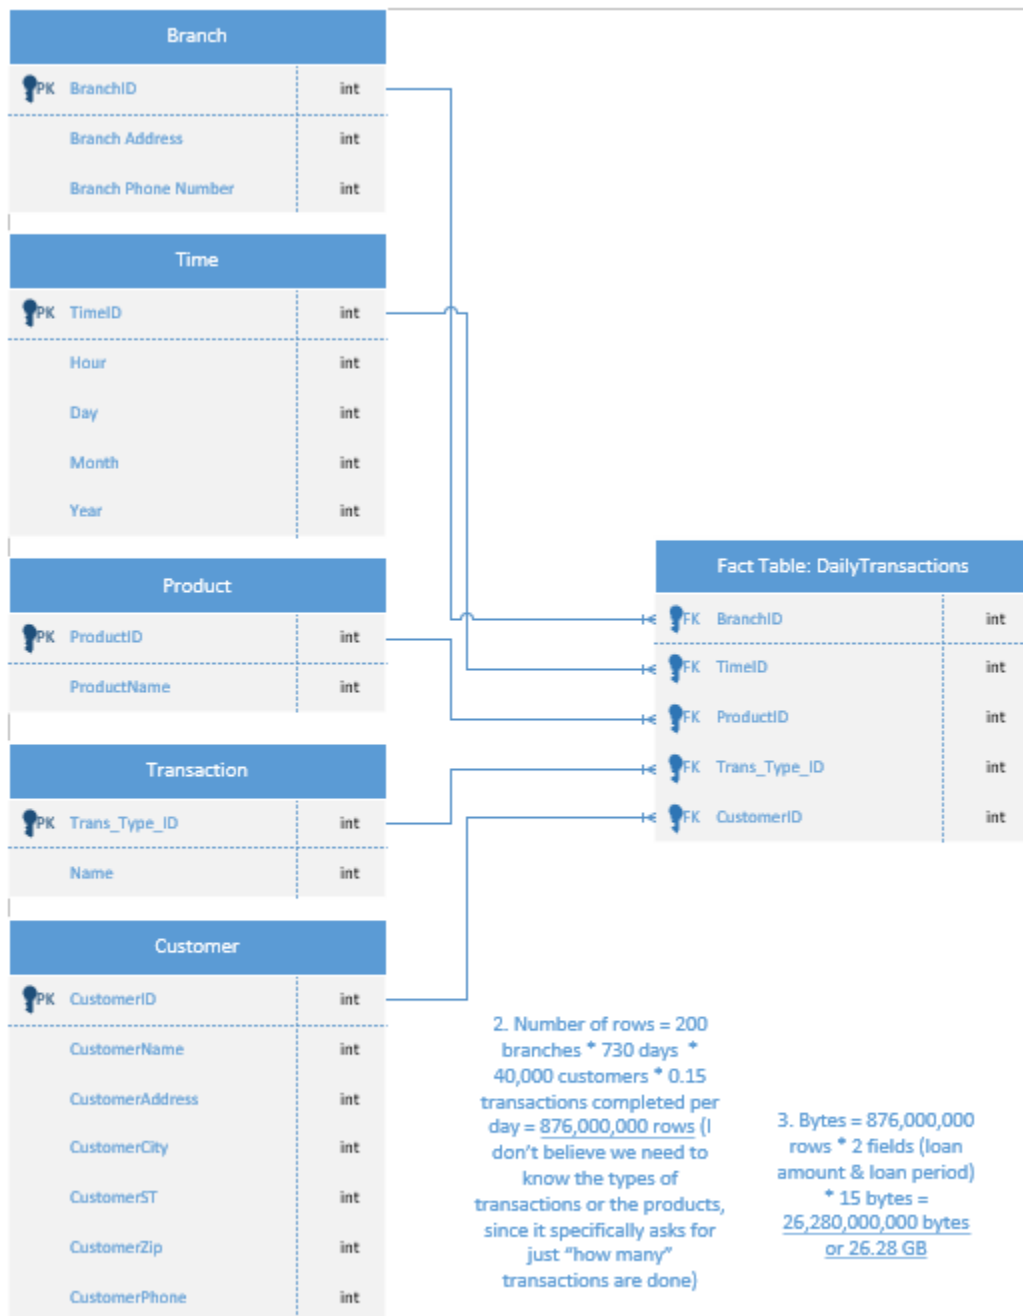 Branch
PK BranchID int
Branch Address int
Branch Phone Number int
Time
PK TimeID int
Hour int
Day int
Month int
Year int
Product
PK ProductID int
ProductName int
Transaction
PK Trans_Type_ID int
Name int
Customer
PK CustomerID int
CustomerName int
CustomerAddress int
CustomerCity int
CustomerST int
CustomerZip int
CustomerPhone int
Fact Table: DailyTransactions
FK BranchID int
FK TimeID int
FK ProductID int
FK Trans_Type_ID int
FK CustomerID int
2. Number of rows = 200
branches * 730 days *
40,000 customers * 0.15
transactions completed per
day = 876,000,000 rows (I
don't believe we need to
know the types of
transactions or the products,
since it specifically asks for
just "how many"
transactions are done)
3. Bytes = 876,000,000
rows * 2 fields (loan
amount & loan period)
* 15 bytes =
26,280,000,000 bytes
or 26.28 GB